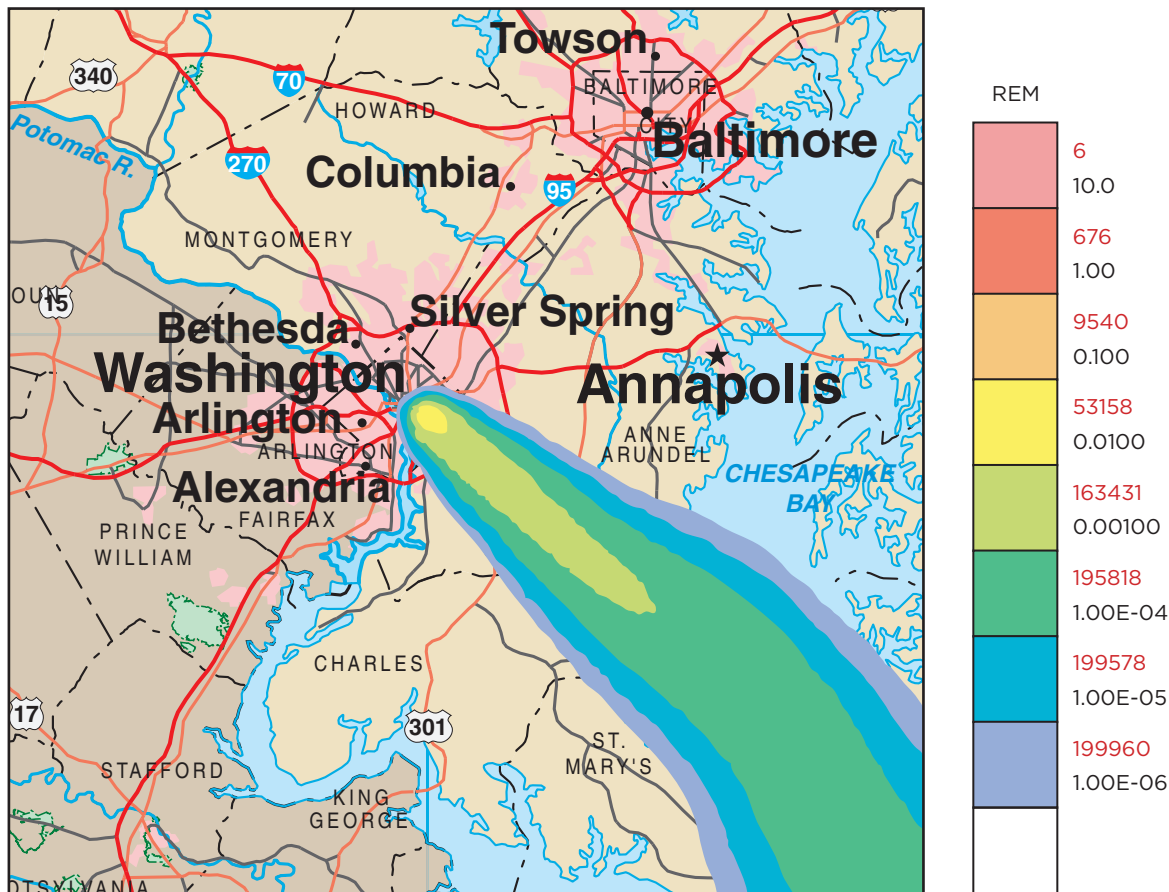 Towson
340
70
BALTIMORE
HOWARD
CITY
Baltimore
Potomac R.
270
Columbia
95
MONTGOMERY
15
Silver Spring
Bethesda
Washington
Annapolis
Arlington
ARLINGTON
ANNE
ARUNDEL
CHESAPEAKE
BAY
Alexandria
FAIRFAX
PRINCE
WILLIAM
CHARLES
17
301
ST.
MARY'S
STAFFORD
KING
GEORGE
REM
6
10.0
676
1.00
9540
0.100
53158
0.0100
163431
0.00100
195818
1.00E-04
199578
1.00E-05
199960
1.00E-06